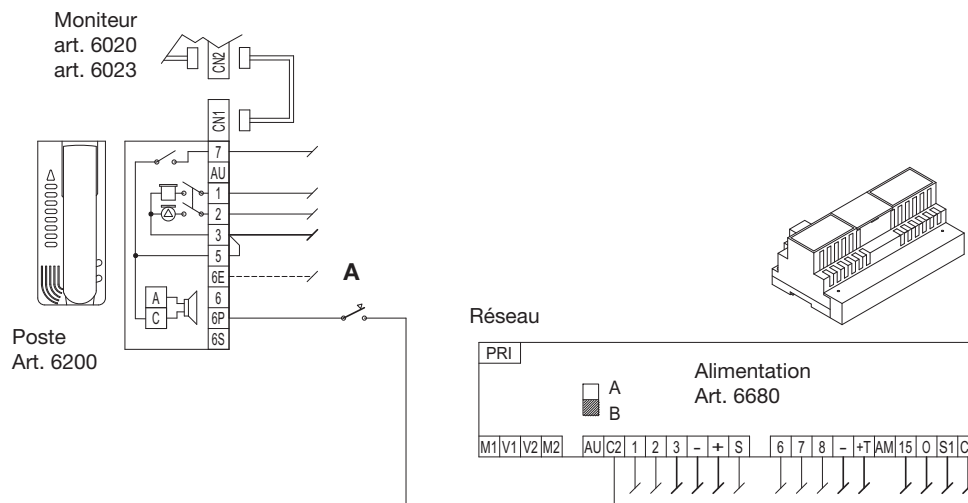 Moniteur
art. 6020
art. 6023
CN2
CN1
7
AU
1
2
3
5
6E
6
6P
6S
A
C
A
Poste
Art. 6200
Réseau
PRI
A
B
Alimentation
Art. 6680
M1 V1 V2 M2 AU C2 1 2 3 – + S 6 7 8 – +T AM 15 O S1 C